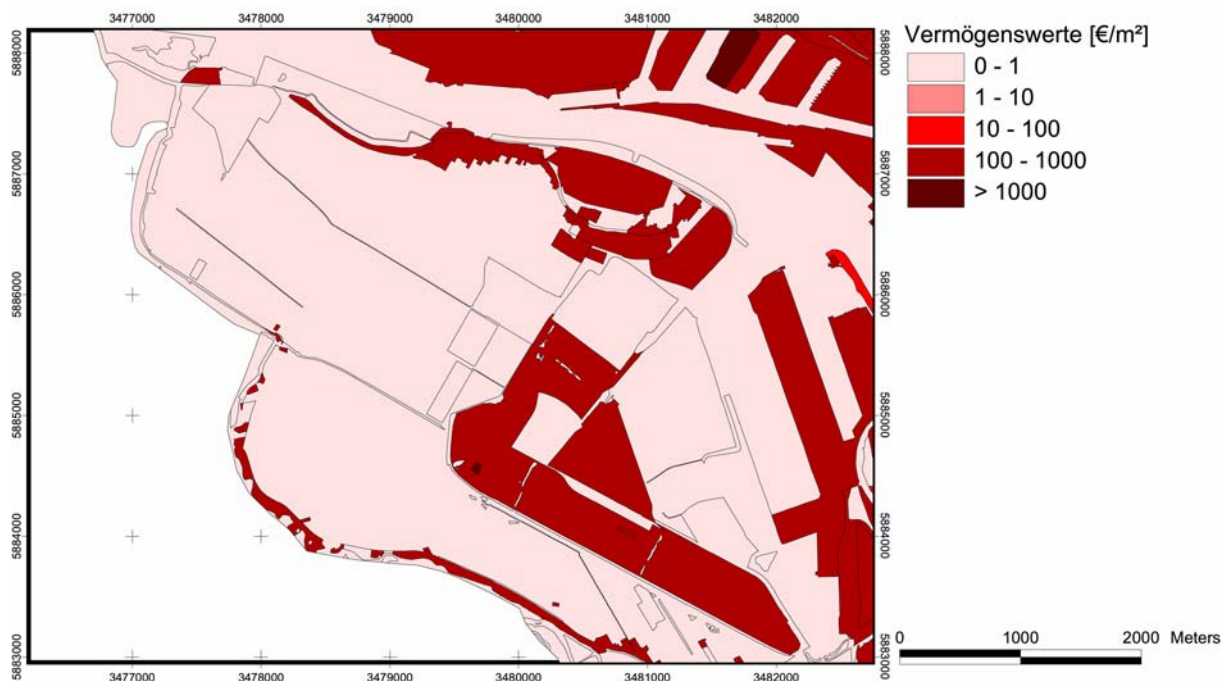 3477000 3478000 3479000 3480000 3481000 3482000
5888000 5888000
5887000 5887000
5886000 5886000
5885000 5885000
5884000 5884000
5883000 5883000
3477000 3478000 3479000 3480000 3481000 3482000
Vermögenswerte [€/m²]
0 - 1
1 - 10
10 - 100
100 - 1000
> 1000
0 1000 2000 Meters